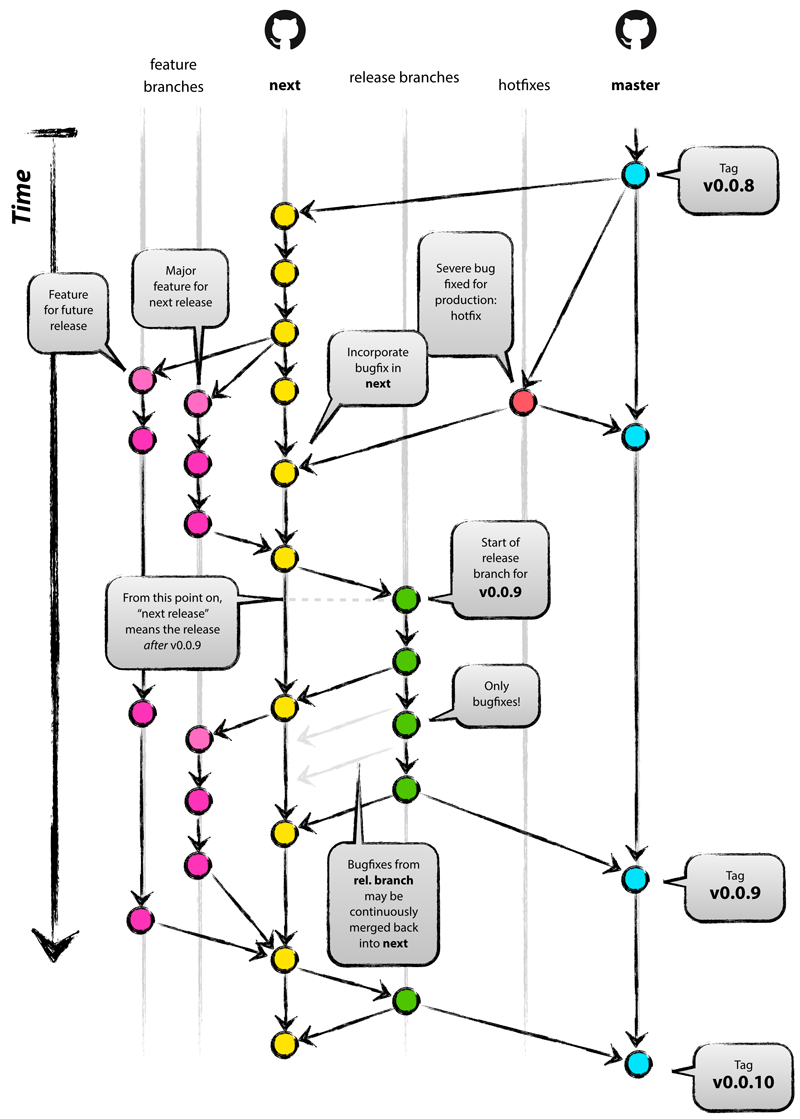 feature
branches
next
release branches
hotfixes
master
Time
Tag
v0.0.8
Major
feature for
next release
Feature
for future
release
Severe bug
fixed for
production:
hotfix
Incorporate
bugfix in
next
Start of
release
branch for
v0.0.9
From this point on,
“next release”
means the release
after v0.0.9
Only
bugfixes!
Bugfixes from
rel. branch
may be
continuously
merged back
into next
Tag
v0.0.9
Tag
v0.0.10